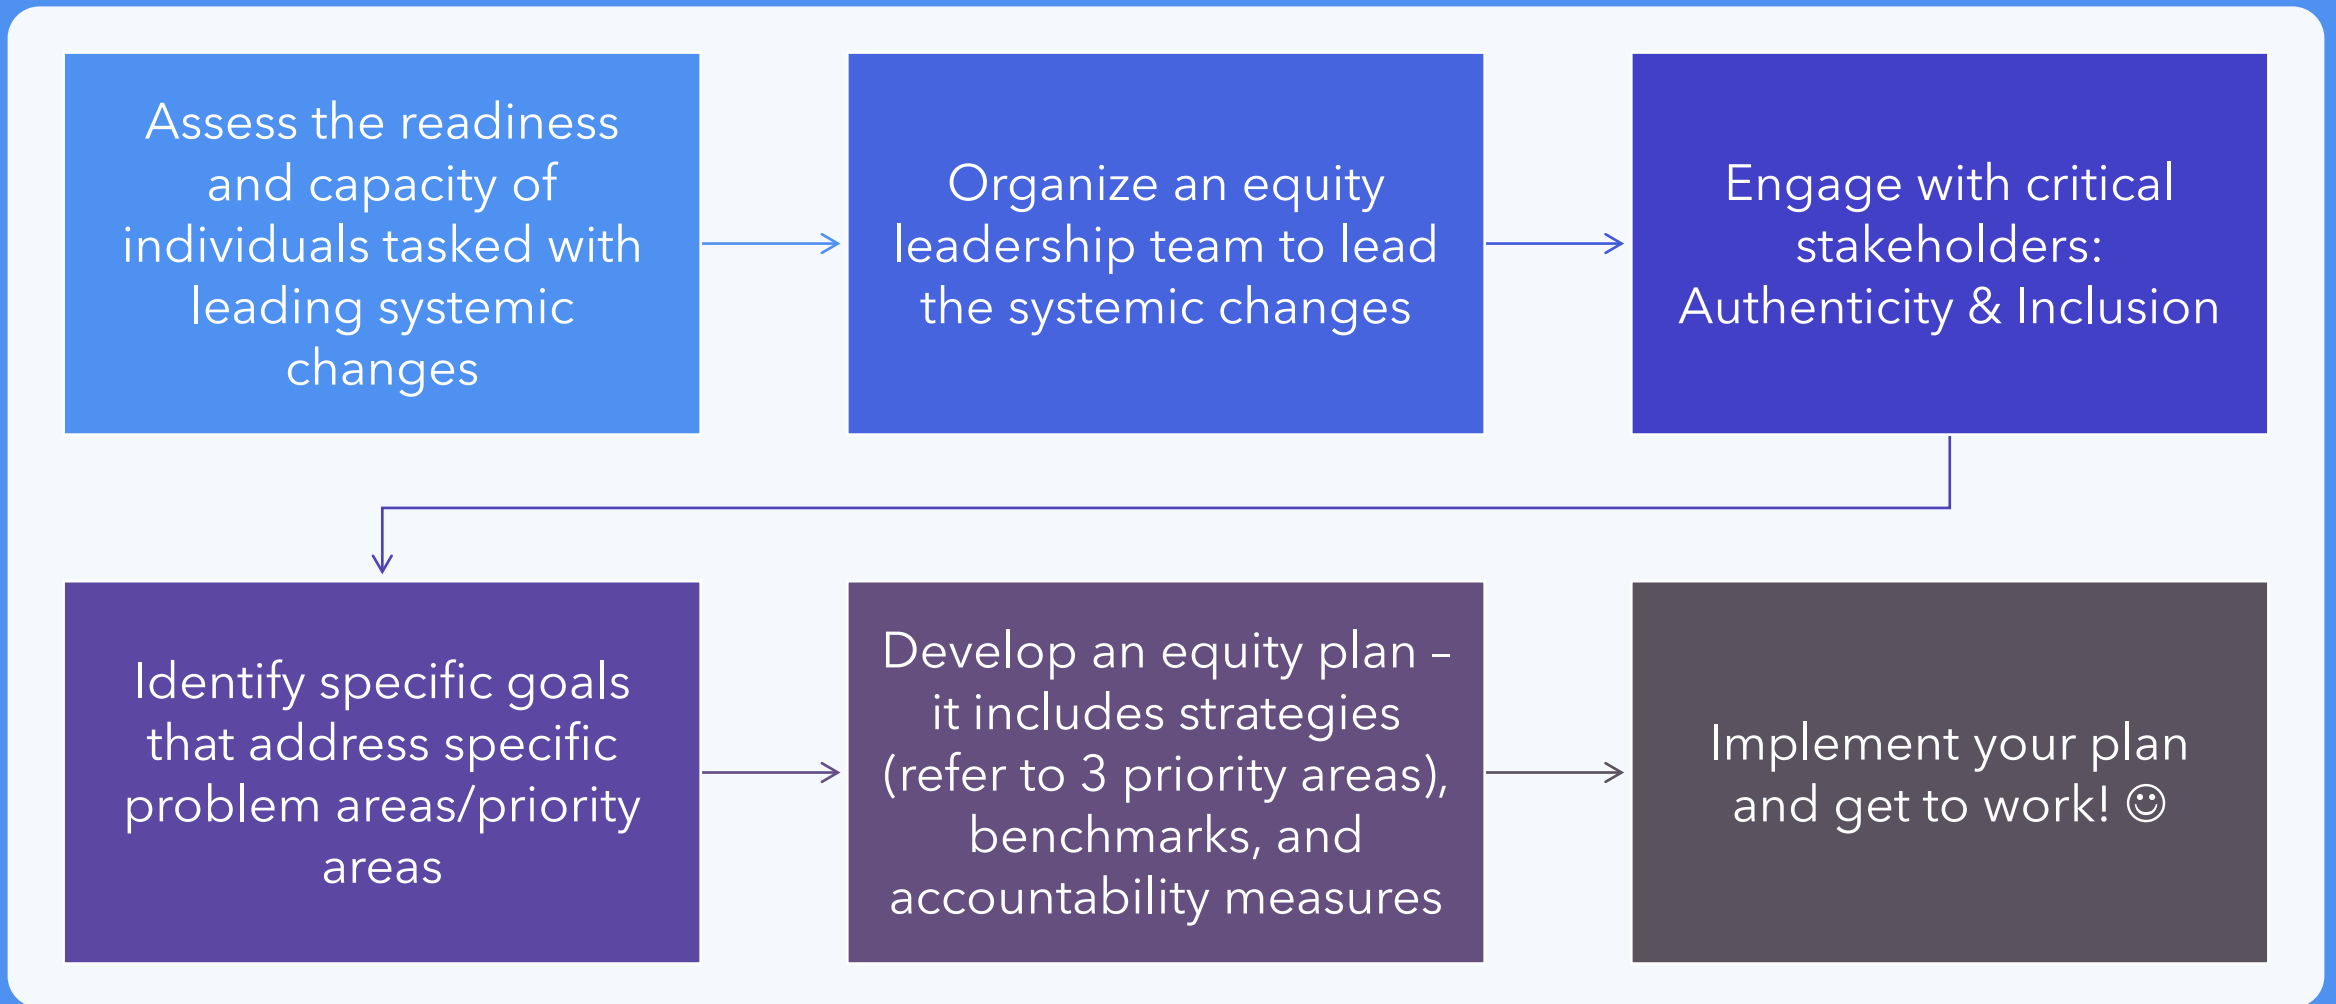 Assess the readiness
and capacity of
individuals tasked with
leading systemic
changes
Organize an equity
leadership team to lead
the systemic changes
Engage with critical
stakeholders:
Authenticity & Inclusion
Identify specific goals
that address specific
problem areas/priority
areas
Develop an equity plan –
it includes strategies
(refer to 3 priority areas),
benchmarks, and
accountability measures
Implement your plan
and get to work! ☺